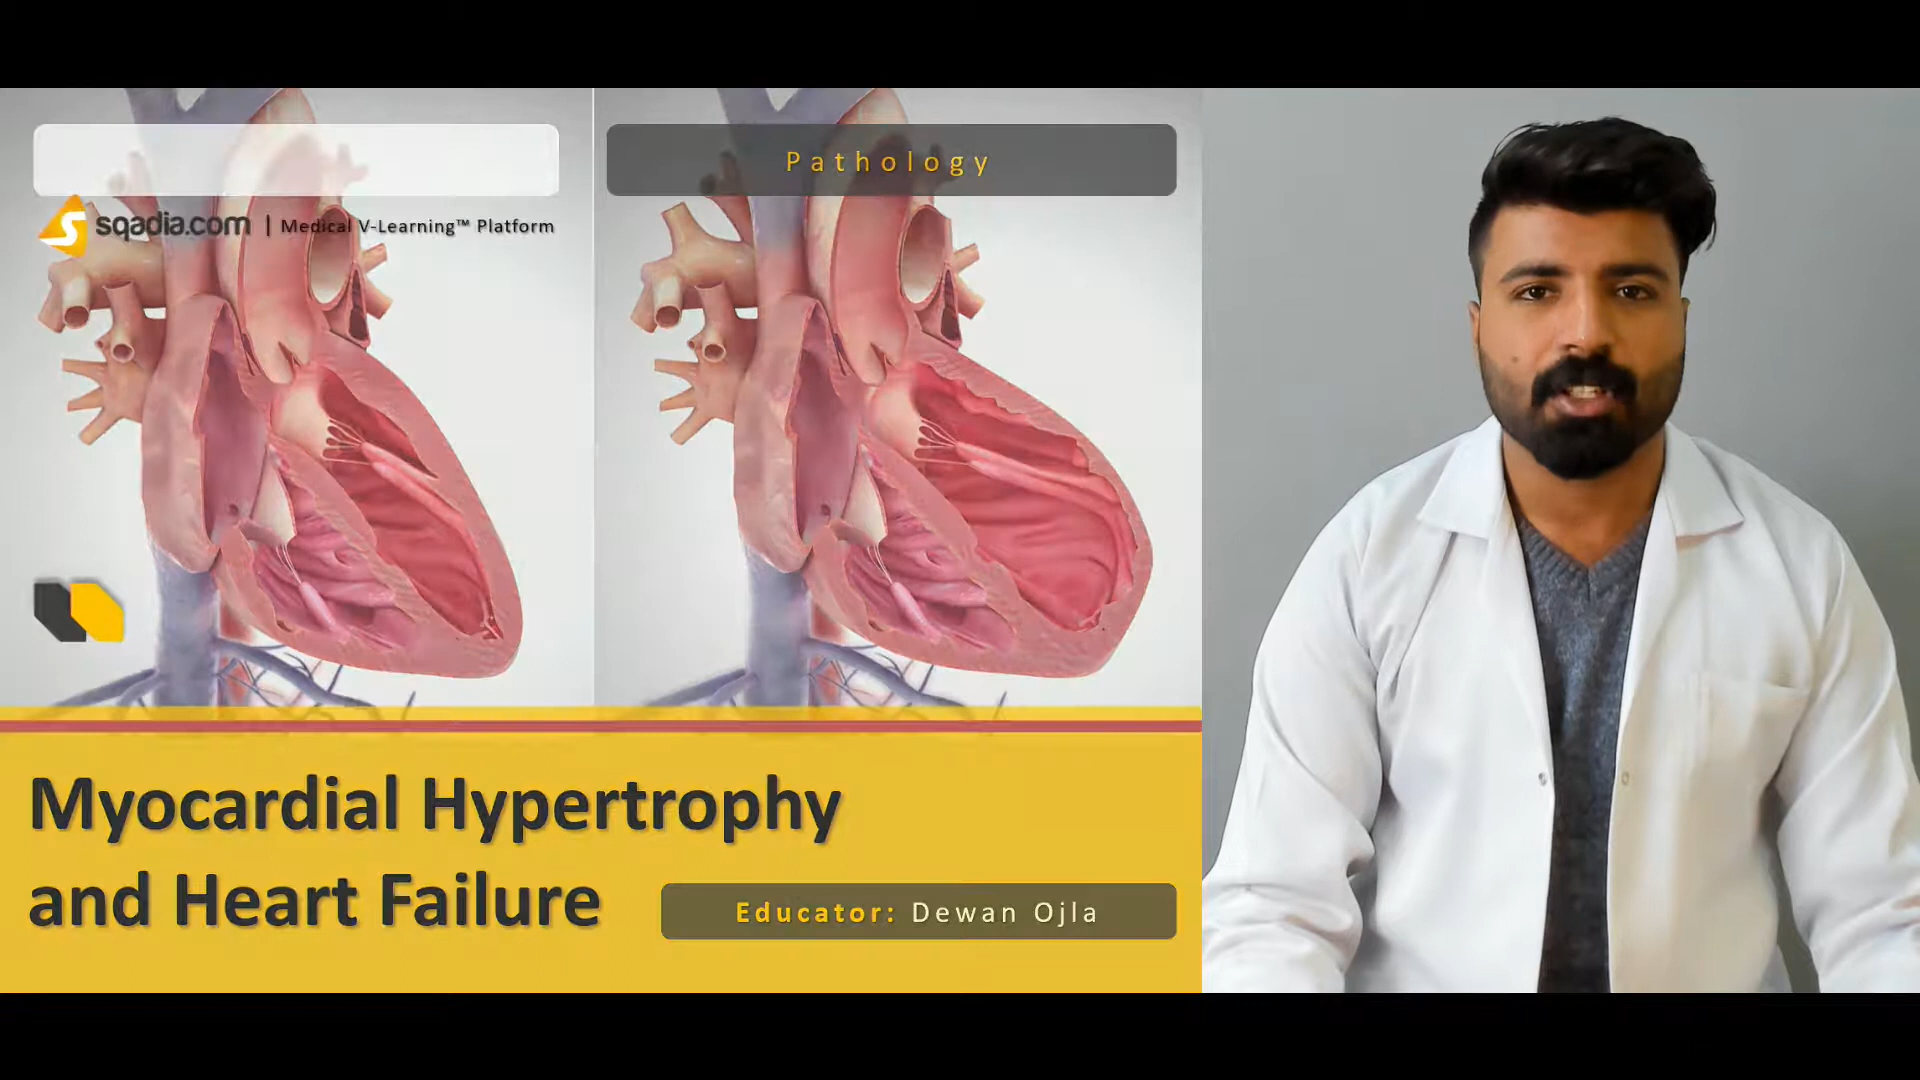 Pathology
sqadia.com | Medical V-Learning™ Platform
Myocardial Hypertrophy
and Heart Failure
Educator: Dewan Ojla